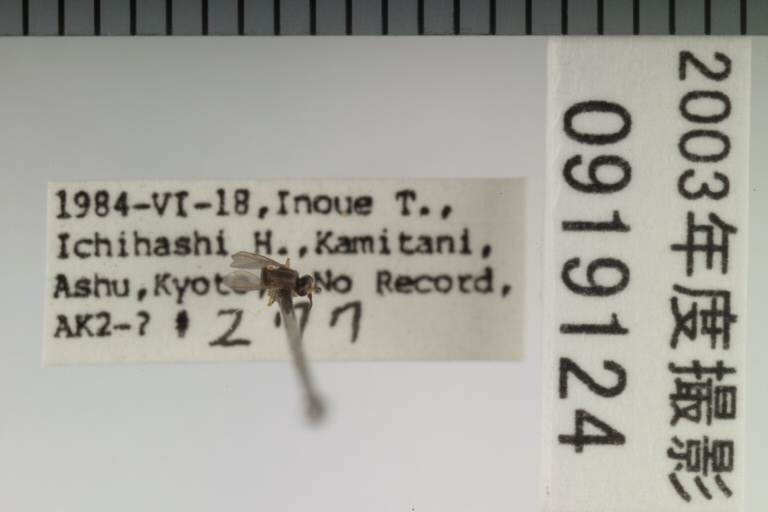 1984-VI-18,Inoue T.,
Ichihashi H.,Kamitani,
Ashu, No Record,
AK2-? 277
0919124
2003年度撮影